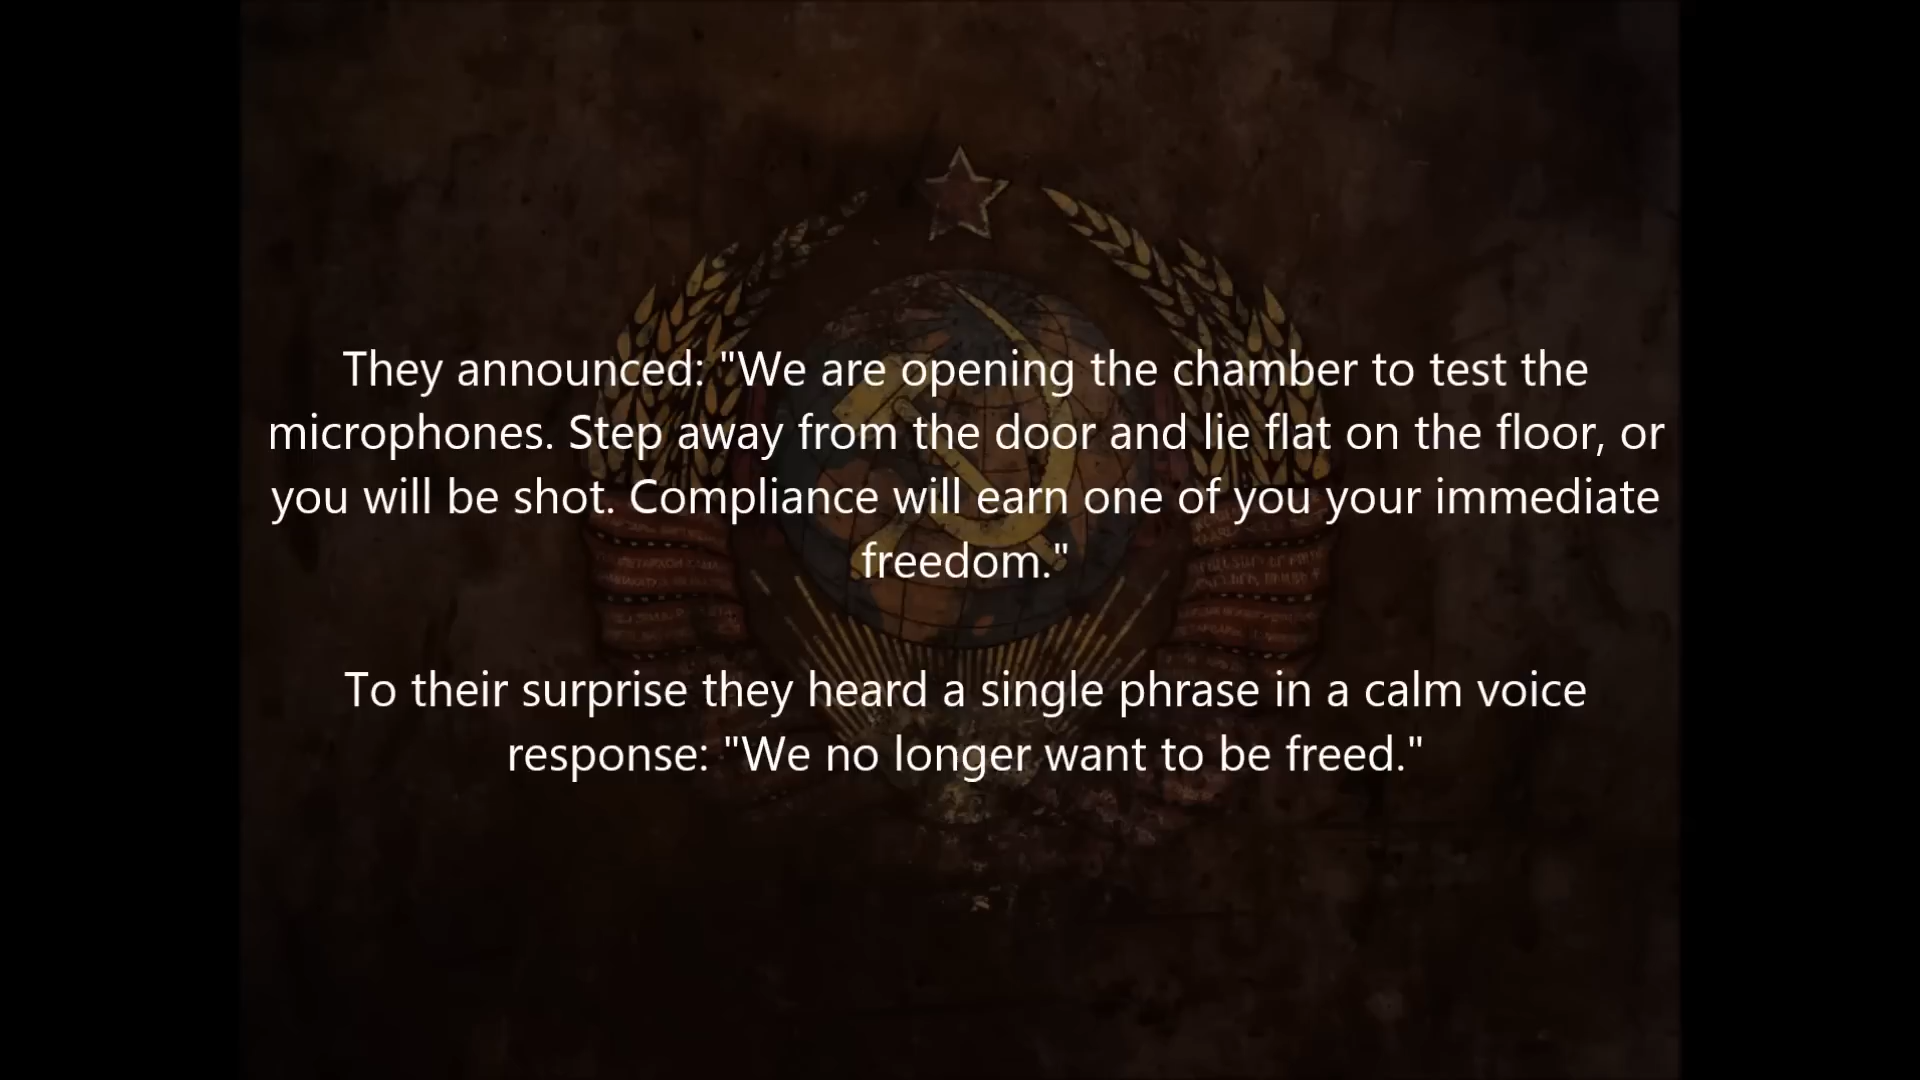 They announced: "We are opening the chamber to test the
microphones. Step away from the door and lie flat on the floor, or
you will be shot. Compliance will earn one of you your immediate
freedom."
To their surprise they heard a single phrase in a calm voice
response: "We no longer want to be freed."